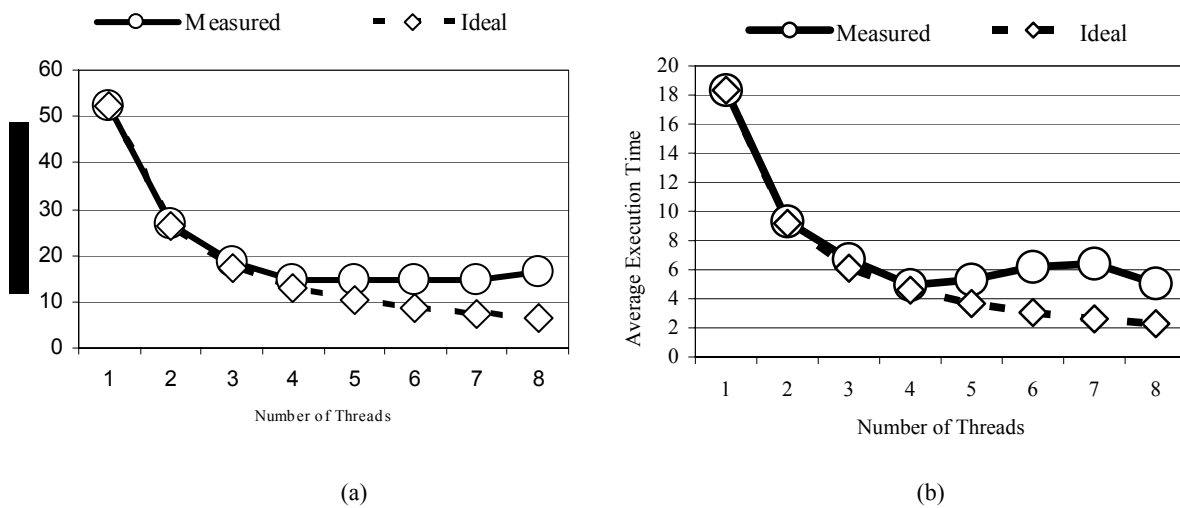 Measured Ideal
60
50
40
30
20
10
0
1 2 3 4 5 6 7 8
Number of Threads
(a)
Measured Ideal
Average Execution Time
20
18
16
14
12
10
8
6
4
2
0
1 2 3 4 5 6 7 8
Number of Threads
(b)